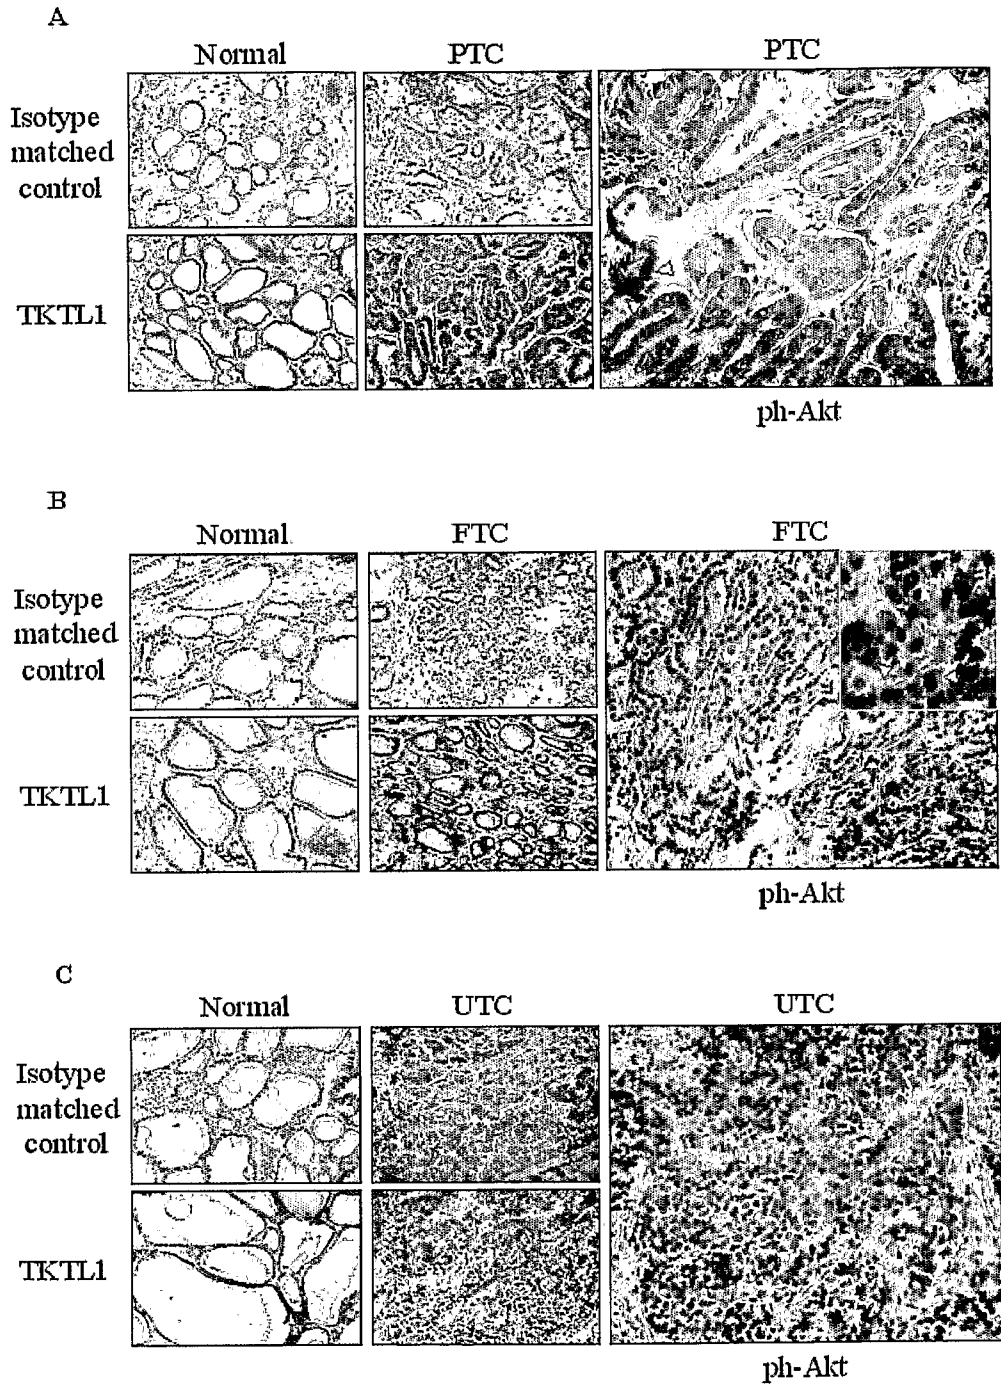 A
Normal
PTC
PTC
Isotype
matched
control
TKTL1
ph-Akt
B
Normal
FTC
FTC
Isotype
matched
control
TKTL1
ph-Akt
C
Normal
UTC
UTC
Isotype
matched
control
TKTL1
ph-Akt